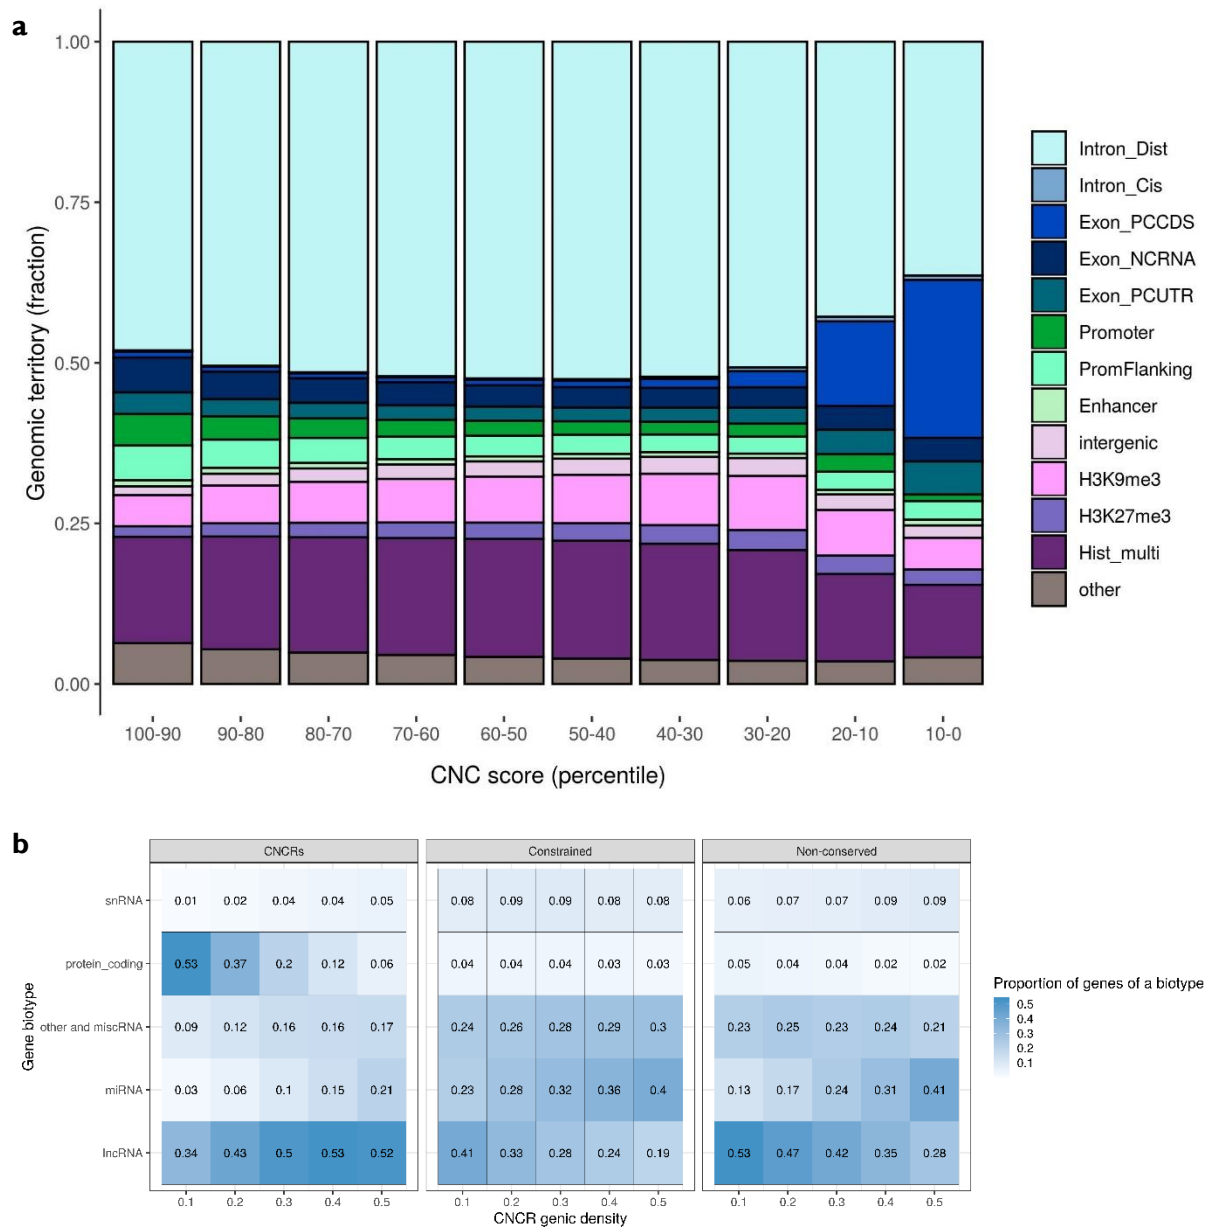 a
Genomic territory (fraction)
1.00
0.75
0.50
0.25
0.00
100-90 90-80 80-70 70-60 60-50 50-40 40-30 30-20 20-10 10-0
CNC score (percentile)
Intron_Dist
Intron_Cis
Exon_PCCDS
Exon_NCRNA
Exon_PCUTR
Promoter
PromFlanking
Enhancer
intergenic
H3K9me3
H3K27me3
Hist_multi
other
b
CNCRs Constrained Non-conserved
Gene biotype
snRNA 0.01 0.02 0.04 0.04 0.05 0.08 0.09 0.09 0.08 0.08 0.06 0.07 0.07 0.09 0.09
protein_coding 0.53 0.37 0.2 0.12 0.06 0.04 0.04 0.04 0.03 0.03 0.05 0.04 0.04 0.02 0.02
other and miscRNA 0.09 0.12 0.16 0.16 0.17 0.24 0.26 0.28 0.29 0.3 0.23 0.25 0.23 0.24 0.21
miRNA 0.03 0.06 0.1 0.15 0.21 0.23 0.28 0.32 0.36 0.4 0.13 0.17 0.24 0.31 0.41
lncRNA 0.34 0.43 0.5 0.53 0.52 0.41 0.33 0.28 0.24 0.19 0.53 0.47 0.42 0.35 0.28
0.1 0.2 0.3 0.4 0.5 0.1 0.2 0.3 0.4 0.5 0.1 0.2 0.3 0.4 0.5
CNCR genic density
Proportion of genes of a biotype
0.5
0.4
0.3
0.2
0.1